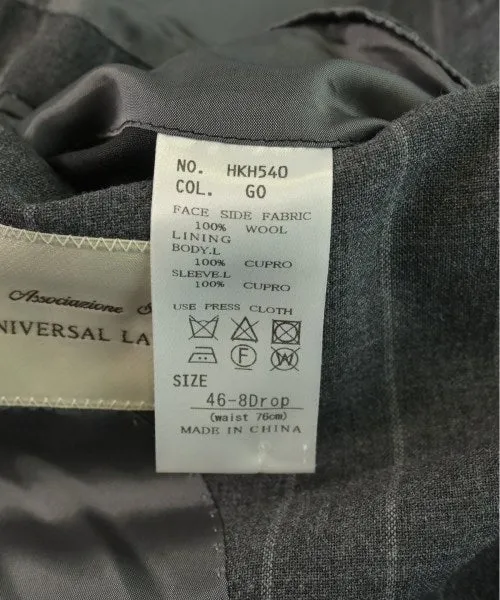 NO. HKH540
COL. GO
FACE SIDE FABRIC
100% WOOL
LINING
BODY.L
100% CUPRO
SLEEVE.L
100% CUPRO
USE PRESS CLOTH
F W
SIZE
46-8Drop
(waist 76cm)
MADE IN CHINA
Associazione
NIVERSAL LA